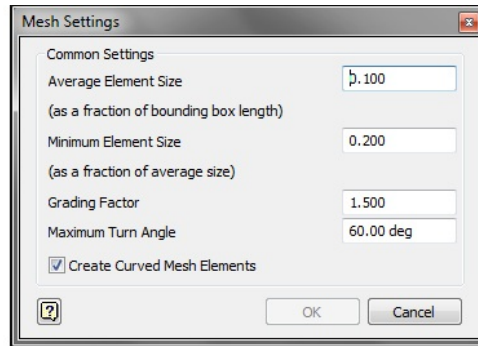 Mesh Settings
Common Settings
Average Element Size 0.100
(as a fraction of bounding box length)
Minimum Element Size 0.200
(as a fraction of average size)
Grading Factor 1.500
Maximum Turn Angle 60.00 deg
Create Curved Mesh Elements
OK Cancel